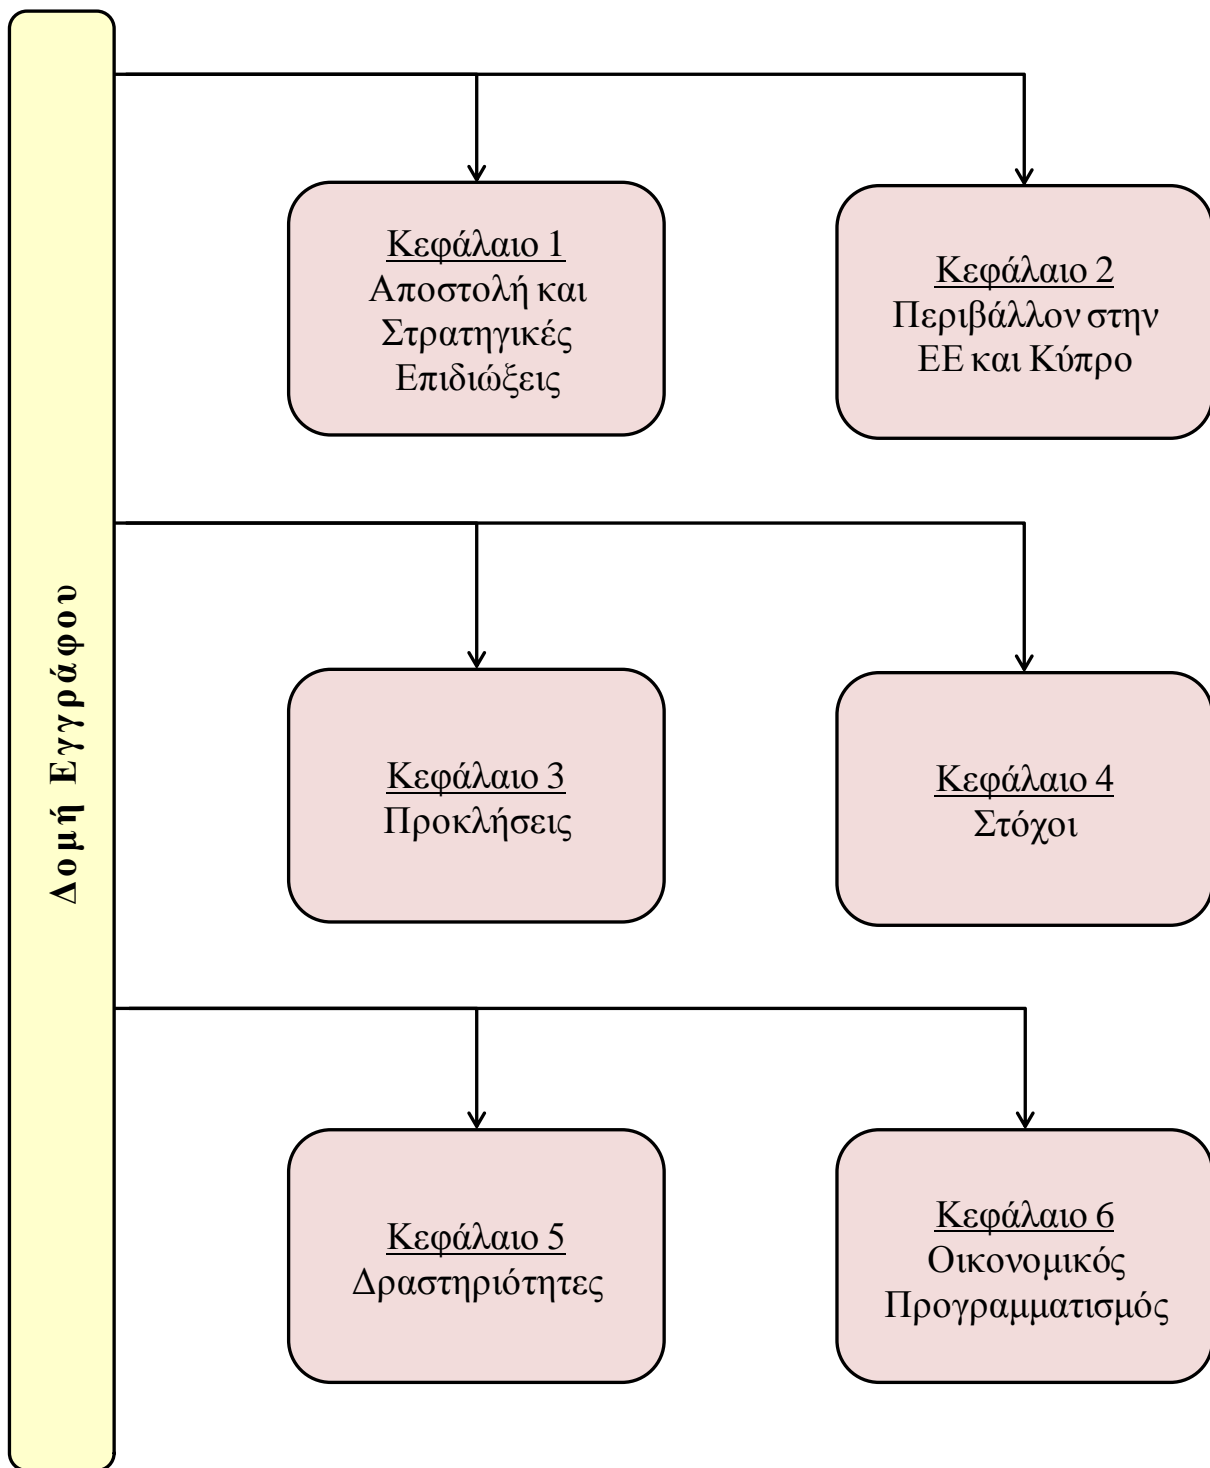 Δομή Εγγράφου
Κεφάλαιο 1
Αποστολή και
Στρατηγικές
Επιδιώξεις
Κεφάλαιο 2
Περιβάλλον στην
ΕΕ και Κύπρο
Κεφάλαιο 3
Προκλήσεις
Κεφάλαιο 4
Στόχοι
Κεφάλαιο 5
Δραστηριότητες
Κεφάλαιο 6
Οικονομικός
Προγραμματισμός